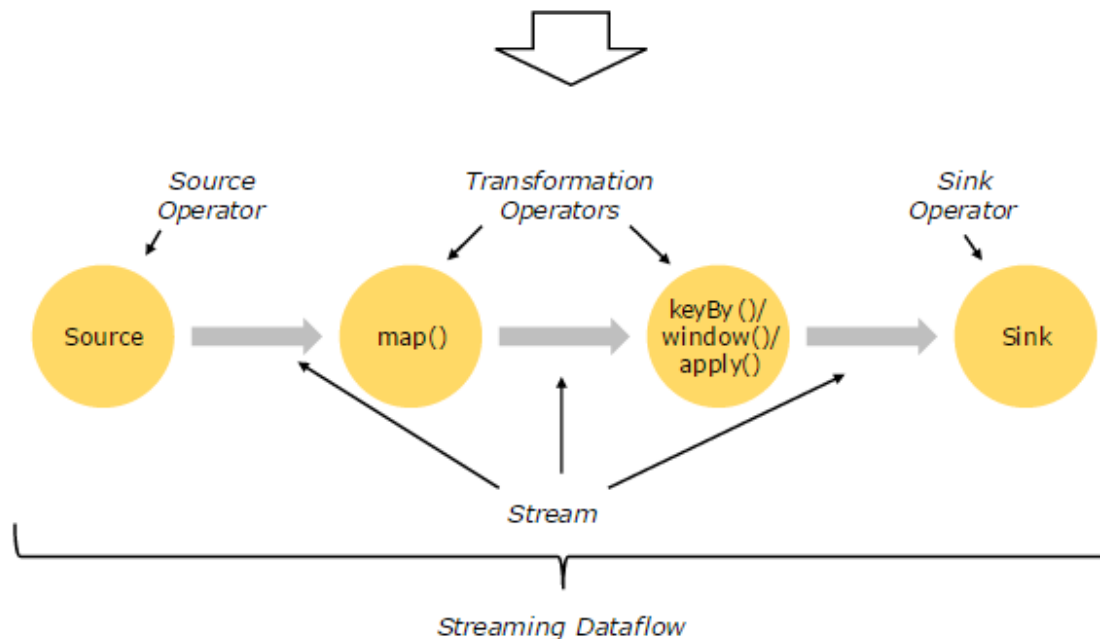 Source
Operator
Transformation
Operators
Sink
Operator
Source
map()
keyBy()/
window()/
apply()
Sink
Stream
Streaming Dataflow